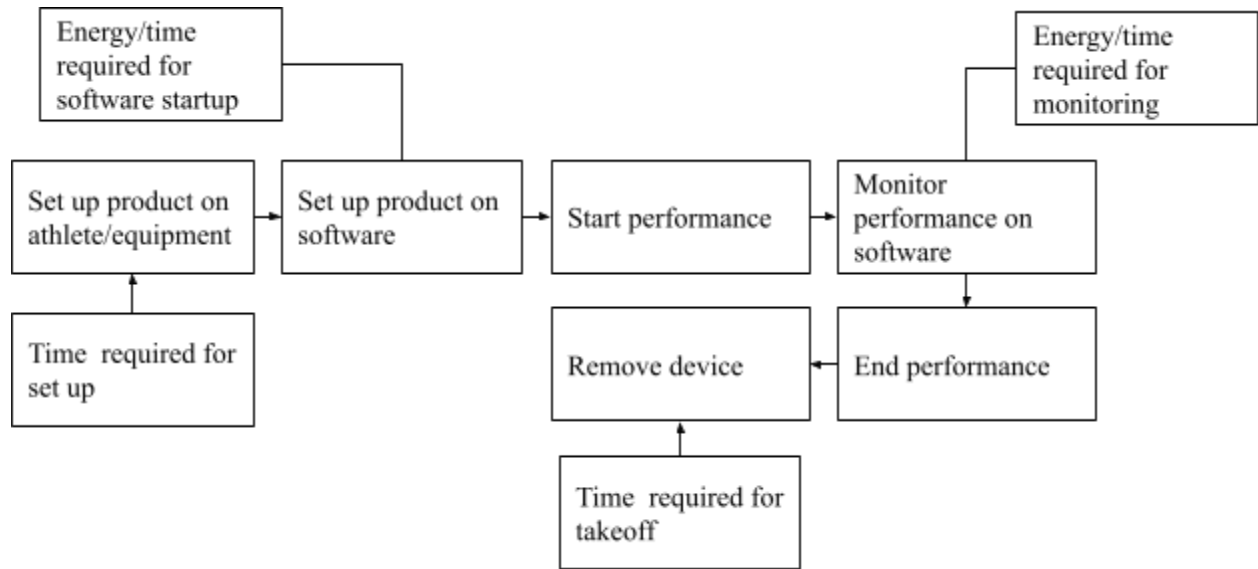 Energy/time
required for
software startup
Energy/time
required for
monitoring
Set up product on
athlete/equipment
Set up product on
software
Start performance
Monitor
performance on
software
Time  required for
set up
Remove device
End performance
Time  required for
takeoff